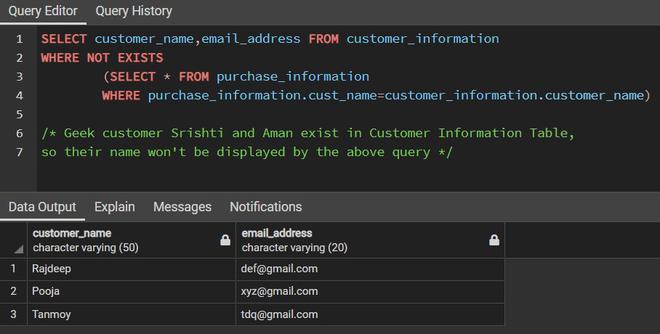 Query Editor Query History
1 SELECT customer_name,email_address FROM customer_information
2 WHERE NOT EXISTS
3 (SELECT * FROM purchase_information
4 WHERE purchase_information.cust_name=customer_information.customer_name)
5
6 /* Geek customer Srishti and Aman exist in Customer Information Table,
7 so their name won't be displayed by the above query */
Data Output Explain Messages Notifications
customer_name email_address
character varying (50) character varying (20)
1 Rajdeep def@gmail.com
2 Pooja xyz@gmail.com
3 Tanmoy tdq@gmail.com